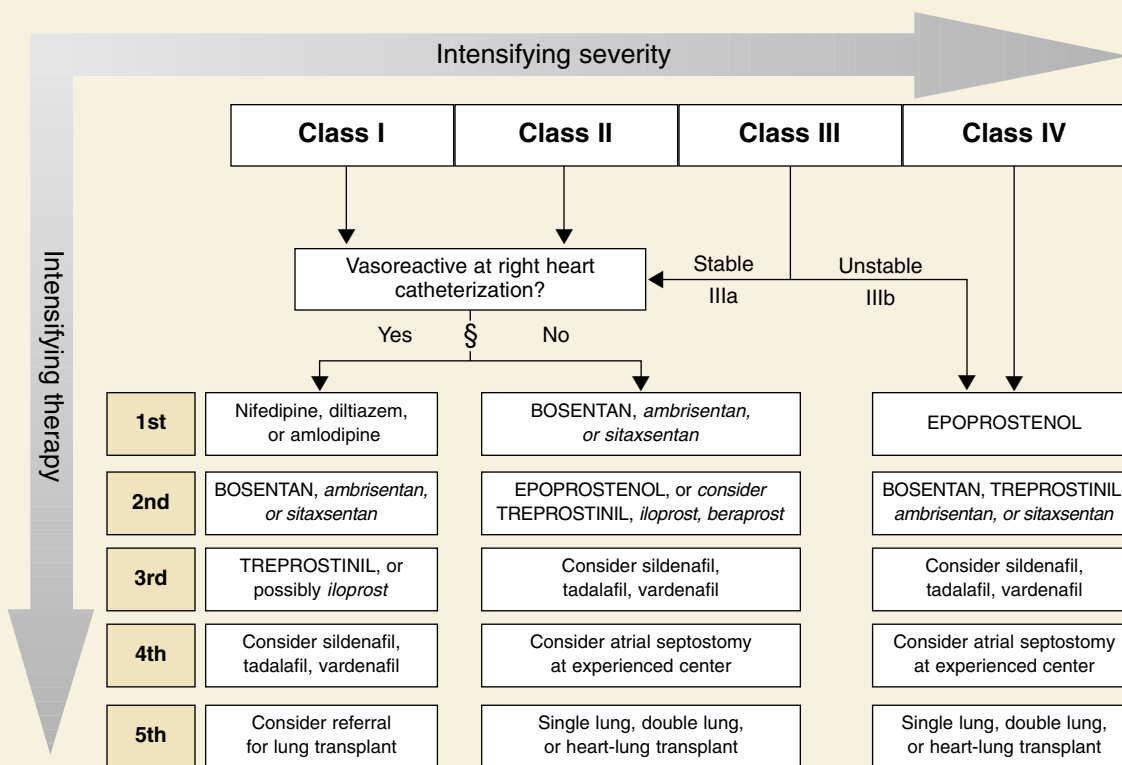 Intensifying severity
Intensifying therapy
Class I
Class II
Class III
Class IV
Vasoreactive at right heart
catheterization?
Stable
IIIa
Unstable
IIIb
Yes
§
No
1st
Nifedipine, diltiazem,
or amlodipine
BOSENTAN, ambrisentan,
or sitaxsentan
EPOPROSTENOL
2nd
BOSENTAN, ambrisentan,
or sitaxsentan
EPOPROSTENOL, or consider
TREPROSTINIL, iloprost, beraprost
BOSENTAN, TREPROSTINIL
ambrisentan, or sitaxsentan
3rd
TREPROSTINIL, or
possibly iloprost
Consider sildenafil,
tadalafil, vardenafil
Consider sildenafil,
tadalafil, vardenafil
4th
Consider sildenafil,
tadalafil, vardenafil
Consider atrial septostomy
at experienced center
Consider atrial septostomy
at experienced center
5th
Consider referral
for lung transplant
Single lung, double lung,
or heart-lung transplant
Single lung, double lung,
or heart-lung transplant